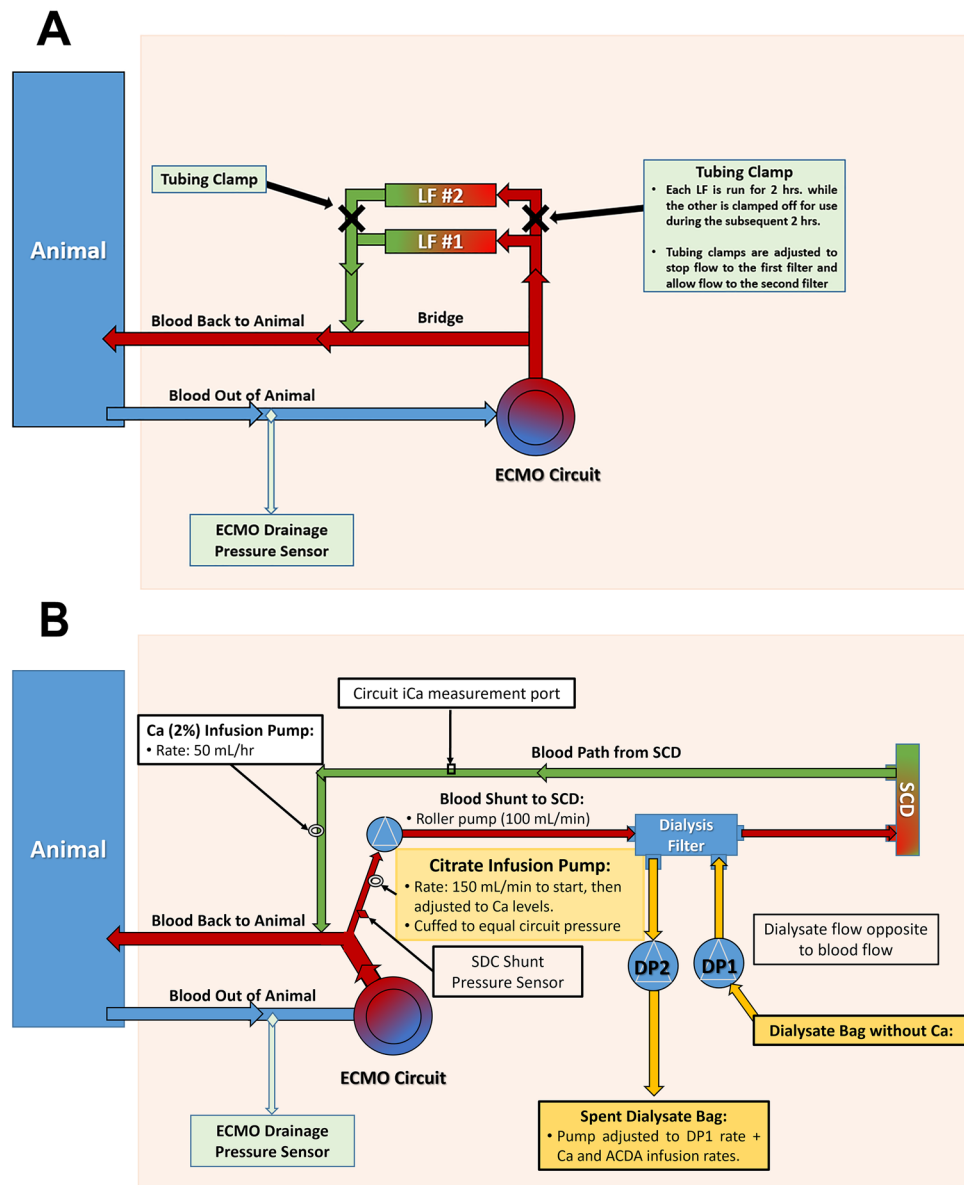 A
Animal
Tubing Clamp
LF #2
LF #1
Tubing Clamp
• Each LF is run for 2 hrs. while
the other is clamped off for use
during the subsequent 2 hrs.
• Tubing clamps are adjusted to
stop flow to the first filter and
allow flow to the second filter
Blood Back to Animal
Bridge
Blood Out of Animal
ECMO Circuit
ECMO Drainage
Pressure Sensor
B
Animal
Circuit iCa measurement port
Ca (2%) Infusion Pump:
• Rate: 50 mL/hr
Blood Path from SCD
SCD
Blood Shunt to SCD:
• Roller pump (100 mL/min)
Dialysis
Filter
Citrate Infusion Pump:
• Rate: 150 mL/min to start, then
adjusted to Ca levels.
• Cuffed to equal circuit pressure
Blood Back to Animal
SDC Shunt
Pressure Sensor
Dialysate flow opposite
to blood flow
DP2
DP1
Blood Out of Animal
Dialysate Bag without Ca:
ECMO Circuit
Spent Dialysate Bag:
• Pump adjusted to DP1 rate +
Ca and ACDA infusion rates.
ECMO Drainage
Pressure Sensor